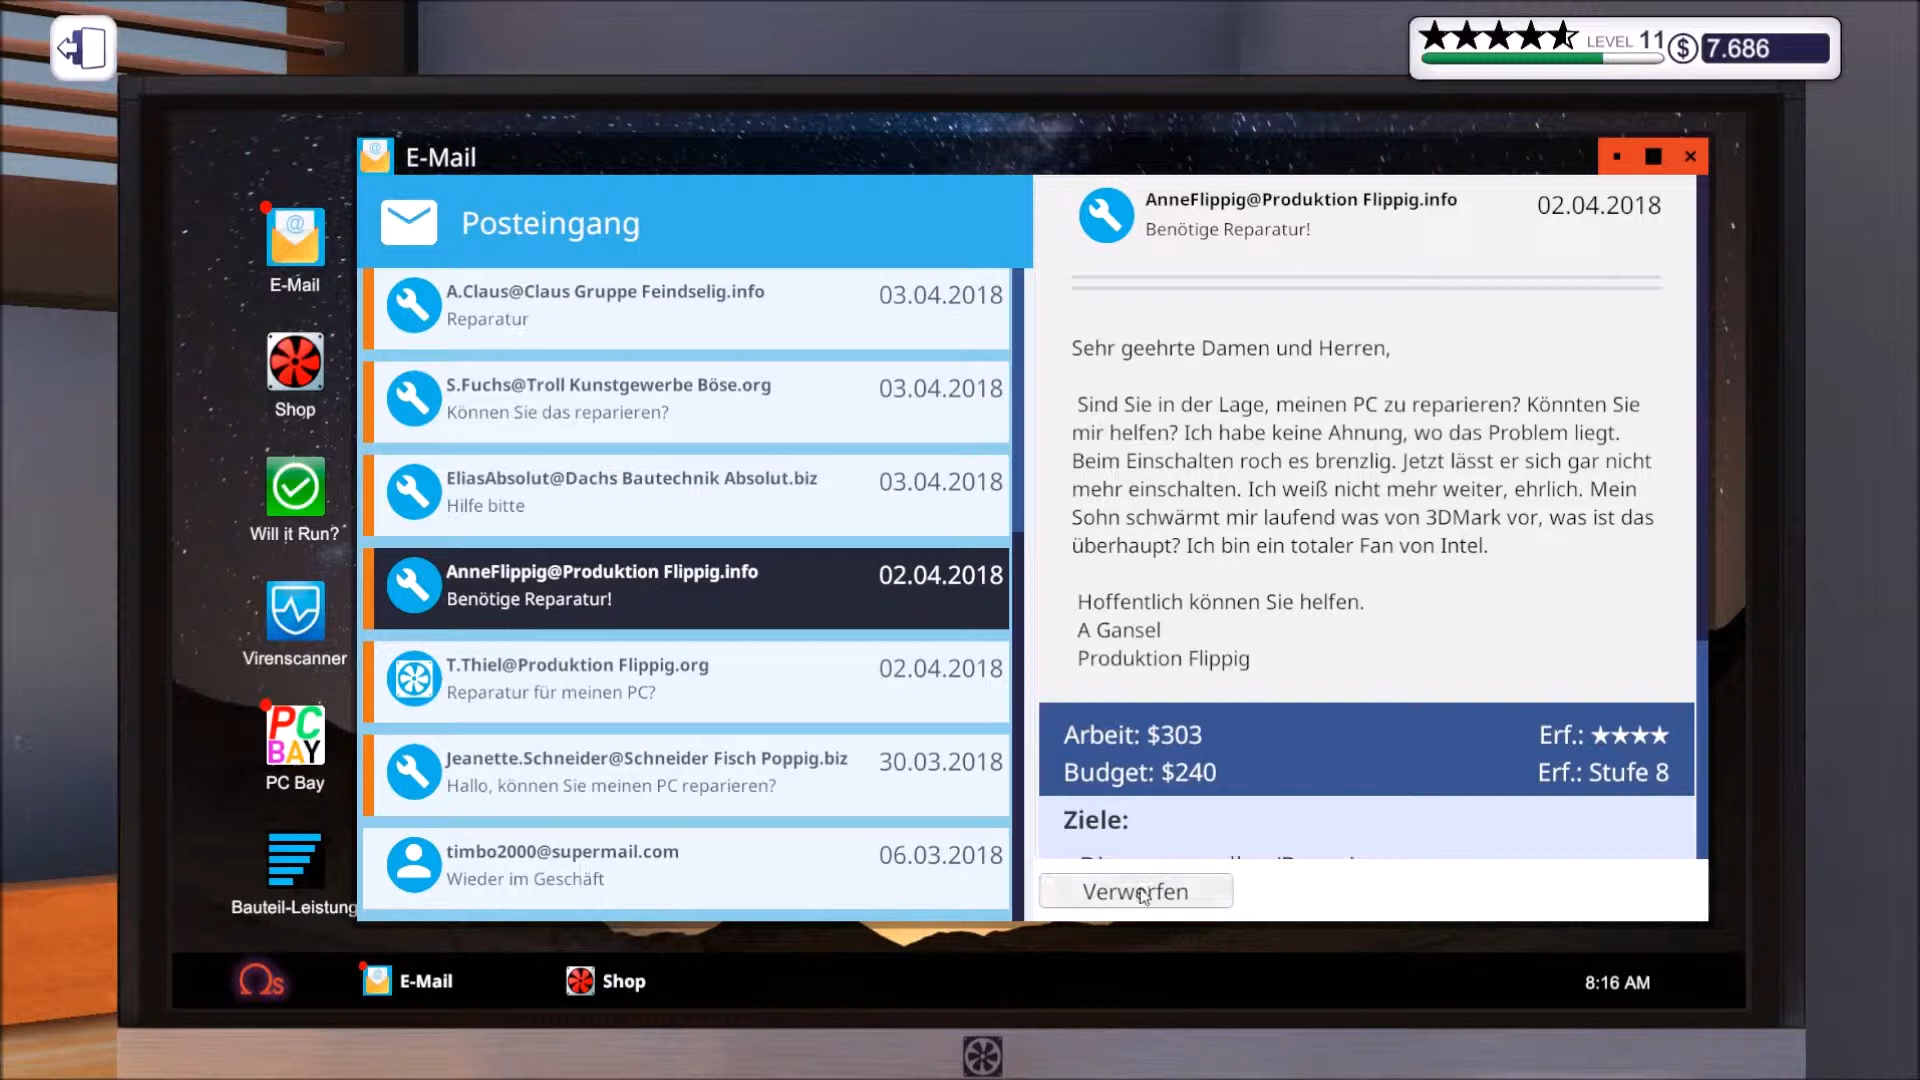 LEVEL 11
$ 7.686
E-Mail
Posteingang
A.Claus@Claus Gruppe Feindselig.info
03.04.2018
Reparatur
S.Fuchs@Troll Kunstgewerbe Böse.org
03.04.2018
Können Sie das reparieren?
EliasAbsolut@Dachs Bautechnik Absolut.biz
03.04.2018
Hilfe bitte
AnneFlippig@Produktion Flippig.info
02.04.2018
Benötige Reparatur!
T.Thiel@Produktion Flippig.org
02.04.2018
Reparatur für meinen PC?
Jeanette.Schneider@Schneider Fisch Poppig.biz
30.03.2018
Hallo, können Sie meinen PC reparieren?
timbo2000@supermail.com
06.03.2018
Wieder im Geschäft
AnneFlippig@Produktion Flippig.info
02.04.2018
Benötige Reparatur!
Sehr geehrte Damen und Herren,
Sind Sie in der Lage, meinen PC zu reparieren? Könnten Sie
mir helfen? Ich habe keine Ahnung, wo das Problem liegt.
Beim Einschalten roch es brenzlig. Jetzt lässt er sich gar nicht
mehr einschalten. Ich weiß nicht mehr weiter, ehrlich. Mein
Sohn schwärmt mir laufend was von 3DMark vor, was ist das
überhaupt? Ich bin ein totaler Fan von Intel.
Hoffentlich können Sie helfen.
A Gansel
Produktion Flippig
Arbeit: $303
Erf.: ★★★★
Budget: $240
Erf.: Stufe 8
Ziele:
Verwerfen
E-Mail
Shop
Will it Run?
Virenscanner
PC BAY
PC Bay
Bauteil-Leistung
Ωs
E-Mail
Shop
8:16 AM